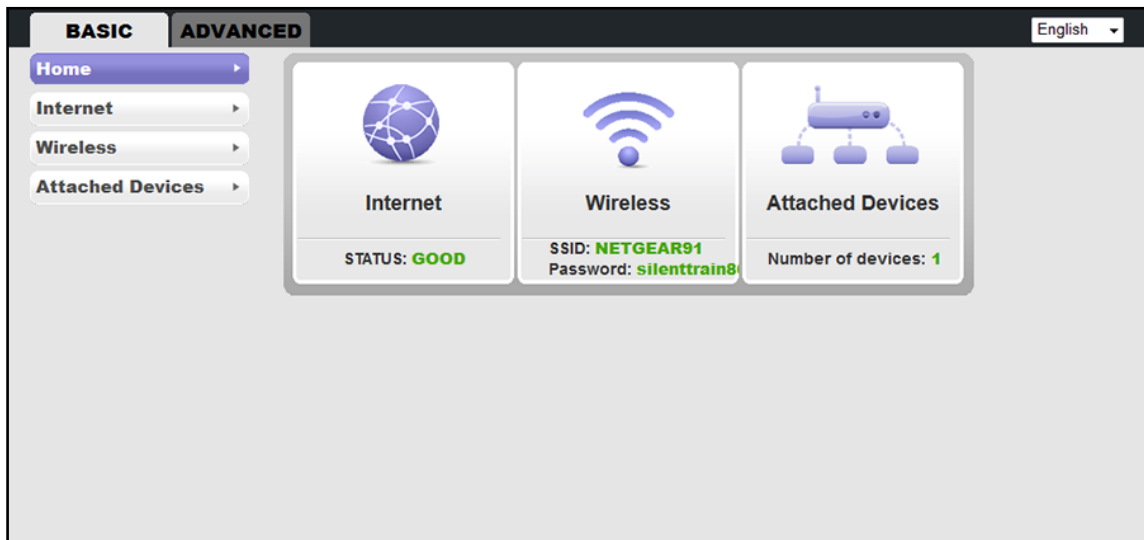 BASIC
ADVANCED
English
Home
Internet
Wireless
Attached Devices
Internet
STATUS: GOOD
Wireless
SSID: NETGEAR91
Password:
Attached Devices
Number of devices: 1